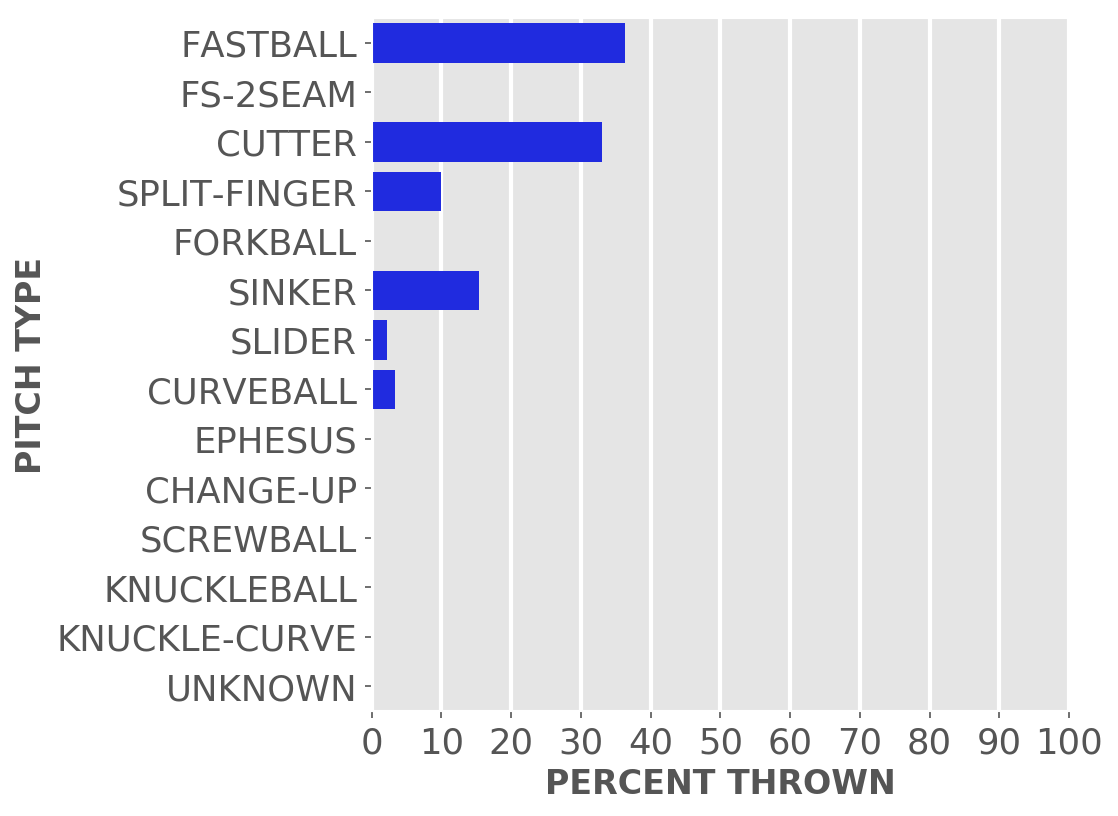 FASTBALL
FS-2SEAM
CUTTER
SPLIT-FINGER
FORKBALL
SINKER
SLIDER
CURVEBALL
EPHESUS
CHANGE-UP
SCREWBALL
KNUCKLEBALL
KNUCKLE-CURVE
UNKNOWN
PITCH TYPE
0 10 20 30 40 50 60 70 80 90 100
PERCENT THROWN